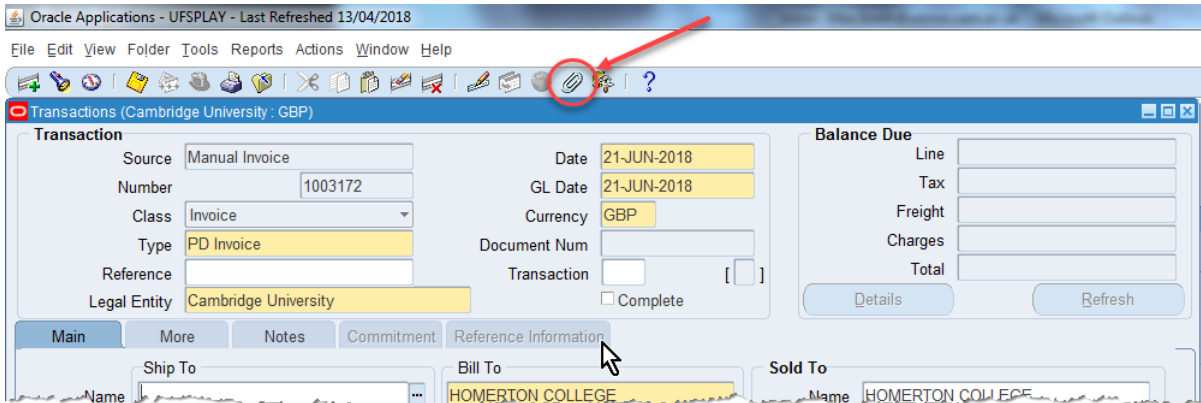 Oracle Applications - UFSPLAY - Last Refreshed 13/04/2018
File Edit View Folder Tools Reports Actions Window Help
Transactions (Cambridge University : GBP)
Transaction
Source Manual Invoice
Number 1003172
Class Invoice
Type PD Invoice
Reference
Legal Entity Cambridge University
Date 21-JUN-2018
GL Date 21-JUN-2018
Currency GBP
Document Num
Transaction [ ]
Complete
Balance Due
Line
Tax
Freight
Charges
Total
Details Refresh
Main More Notes Commitment Reference Information
Ship To
Name
Bill To
HOMERTON COLLEGE
Sold To
Name HOMERTON COLLEGE